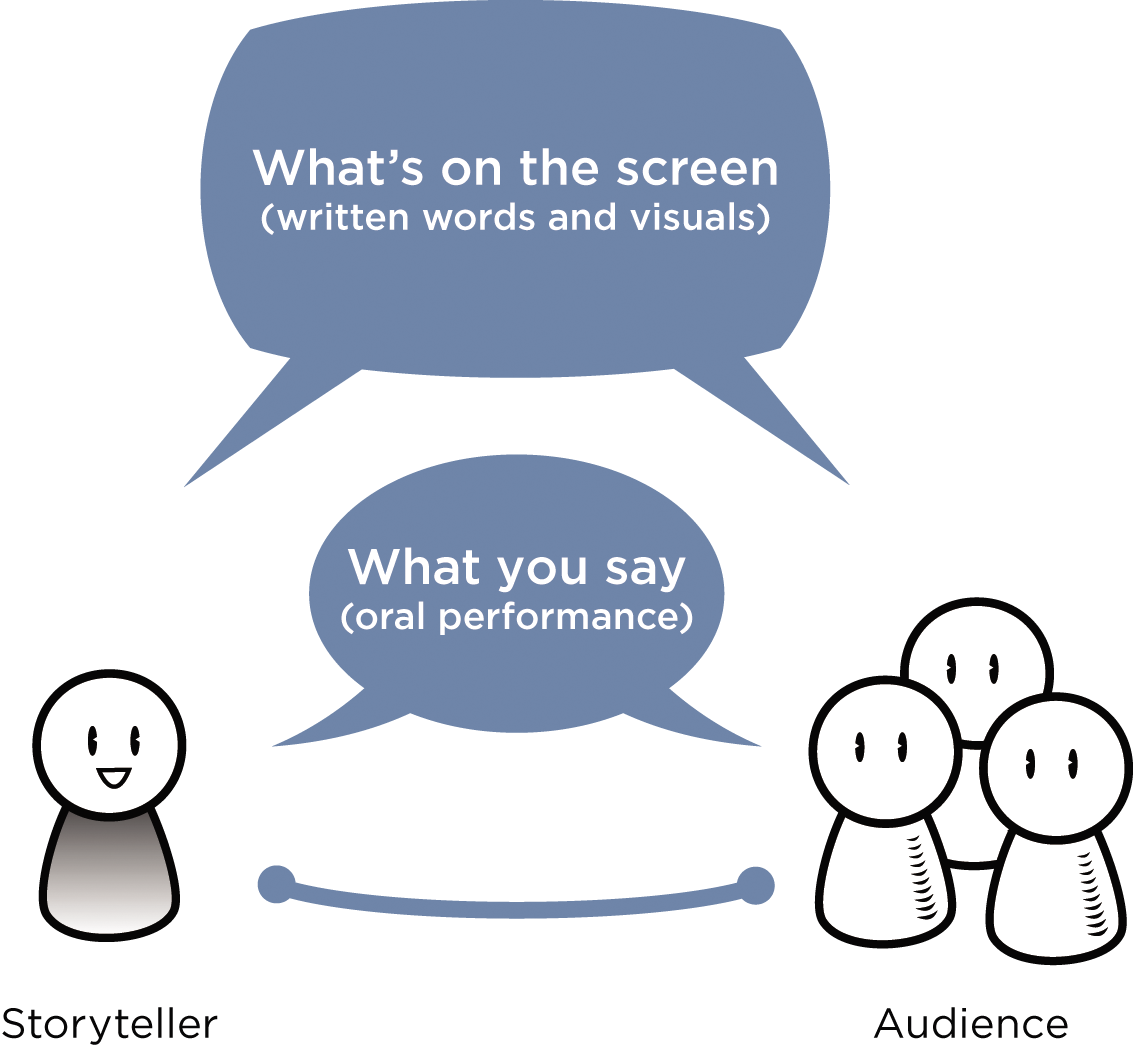 What’s on the screen
(written words and visuals)
What you say
(oral performance)
Storyteller
Audience